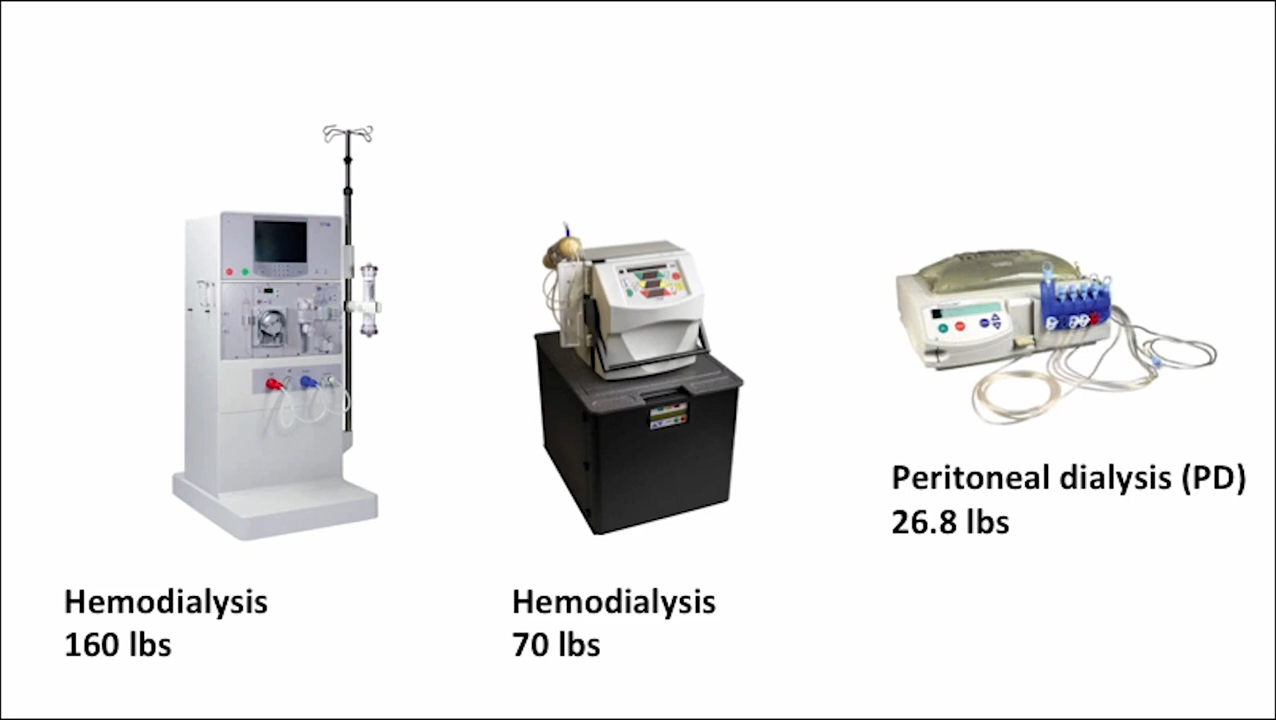 Hemodialysis
160 lbs
Hemodialysis
70 lbs
Peritoneal dialysis (PD)
26.8 lbs